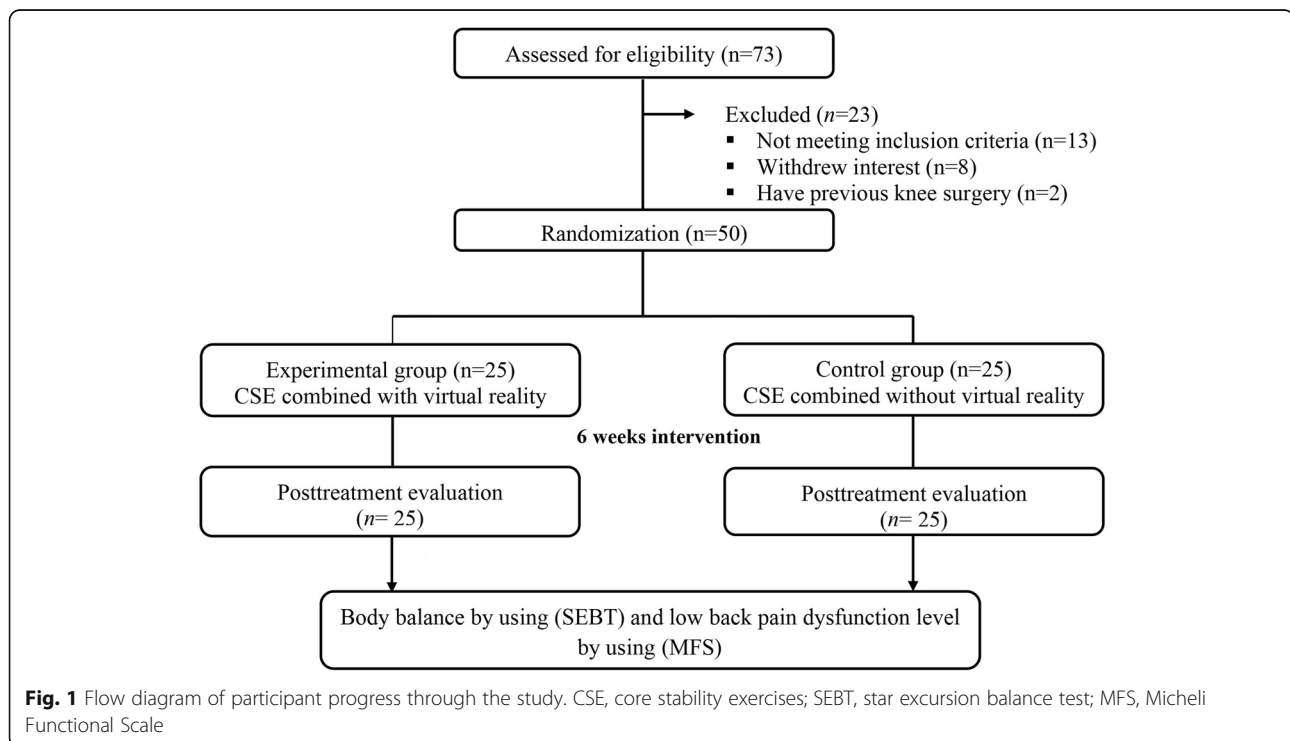 Assessed for eligibility (n=73)
Excluded (n=23)
▪ Not meeting inclusion criteria (n=13)
▪ Withdrew interest (n=8)
▪ Have previous knee surgery (n=2)
Randomization (n=50)
Experimental group (n=25)
CSE combined with virtual reality
Control group (n=25)
CSE combined without virtual reality
6 weeks intervention
Posttreatment evaluation
(n= 25)
Posttreatment evaluation
(n= 25)
Body balance by using (SEBT) and low back pain dysfunction level
by using (MFS)
Fig. 1 Flow diagram of participant progress through the study. CSE, core stability exercises; SEBT, star excursion balance test; MFS, Micheli
Functional Scale